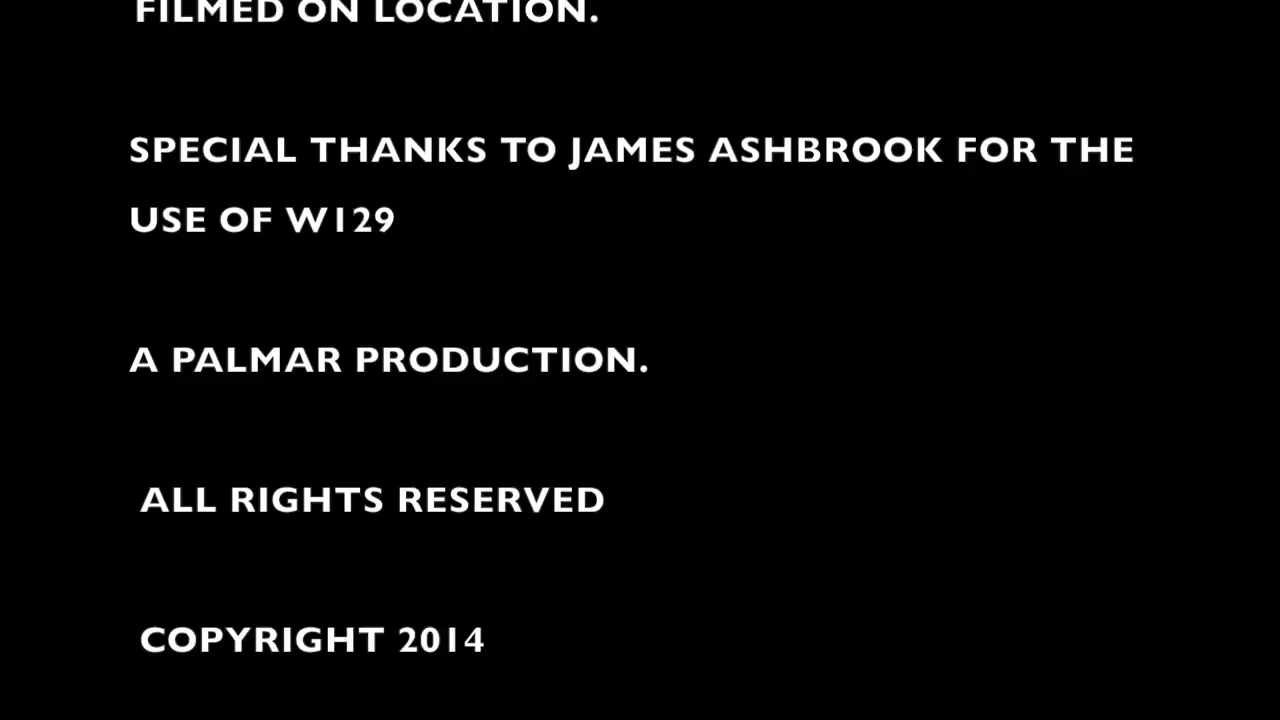 FILMED ON LOCATION.
SPECIAL THANKS TO JAMES ASHBROOK FOR THE
USE OF W129
A PALMAR PRODUCTION.
ALL RIGHTS RESERVED
COPYRIGHT 2014